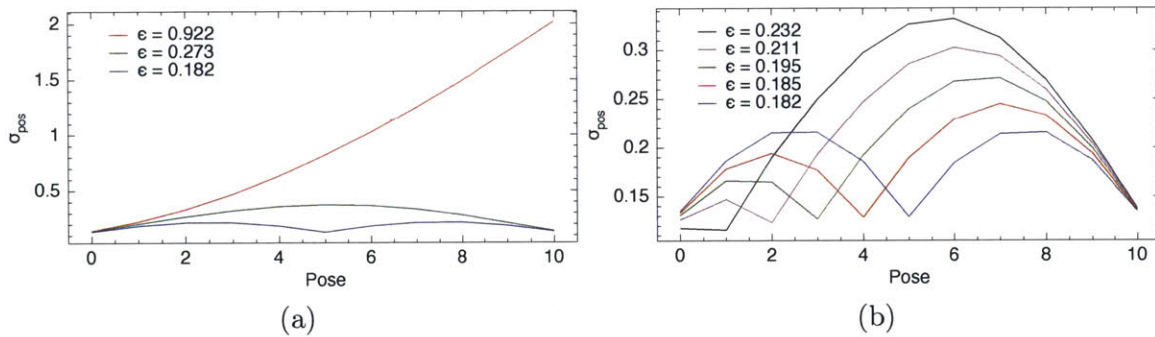 2
1.5
1
0.5
σpos
ϵ = 0.922
ϵ = 0.273
ϵ = 0.182
0 2 4 6 8 10
Pose
(a)
0.3
0.25
0.2
0.15
σpos
ϵ = 0.232
ϵ = 0.211
ϵ = 0.195
ϵ = 0.185
ϵ = 0.182
0 2 4 6 8 10
Pose
(b)